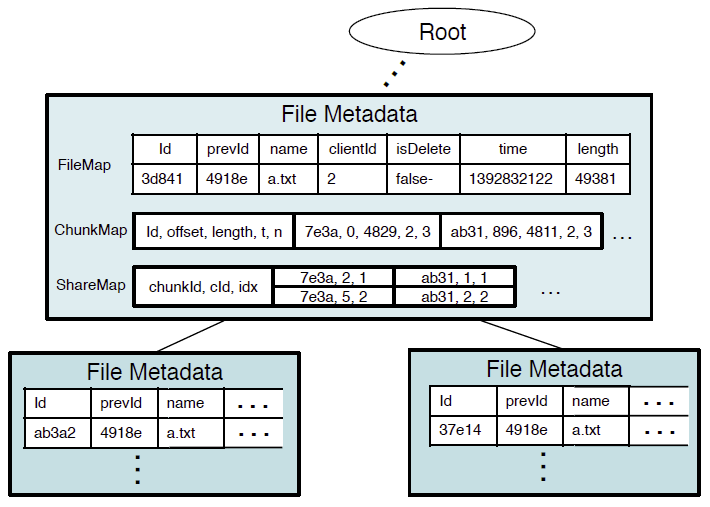 Root
File Metadata
FileMap
Id prevId name clientId isDelete time length
3d841 4918e a.txt 2 false- 1392832122 49381
ChunkMap
Id, offset, length, t, n 7e3a, 0, 4829, 2, 3 ab31, 896, 4811, 2, 3 ...
ShareMap
chunkId, cId, idx
7e3a, 2, 1 ab31, 1, 1
7e3a, 5, 2 ab31, 2, 2
...
File Metadata
Id prevId name ...
ab3a2 4918e a.txt ...
File Metadata
Id prevId name ...
37e14 4918e a.txt ...